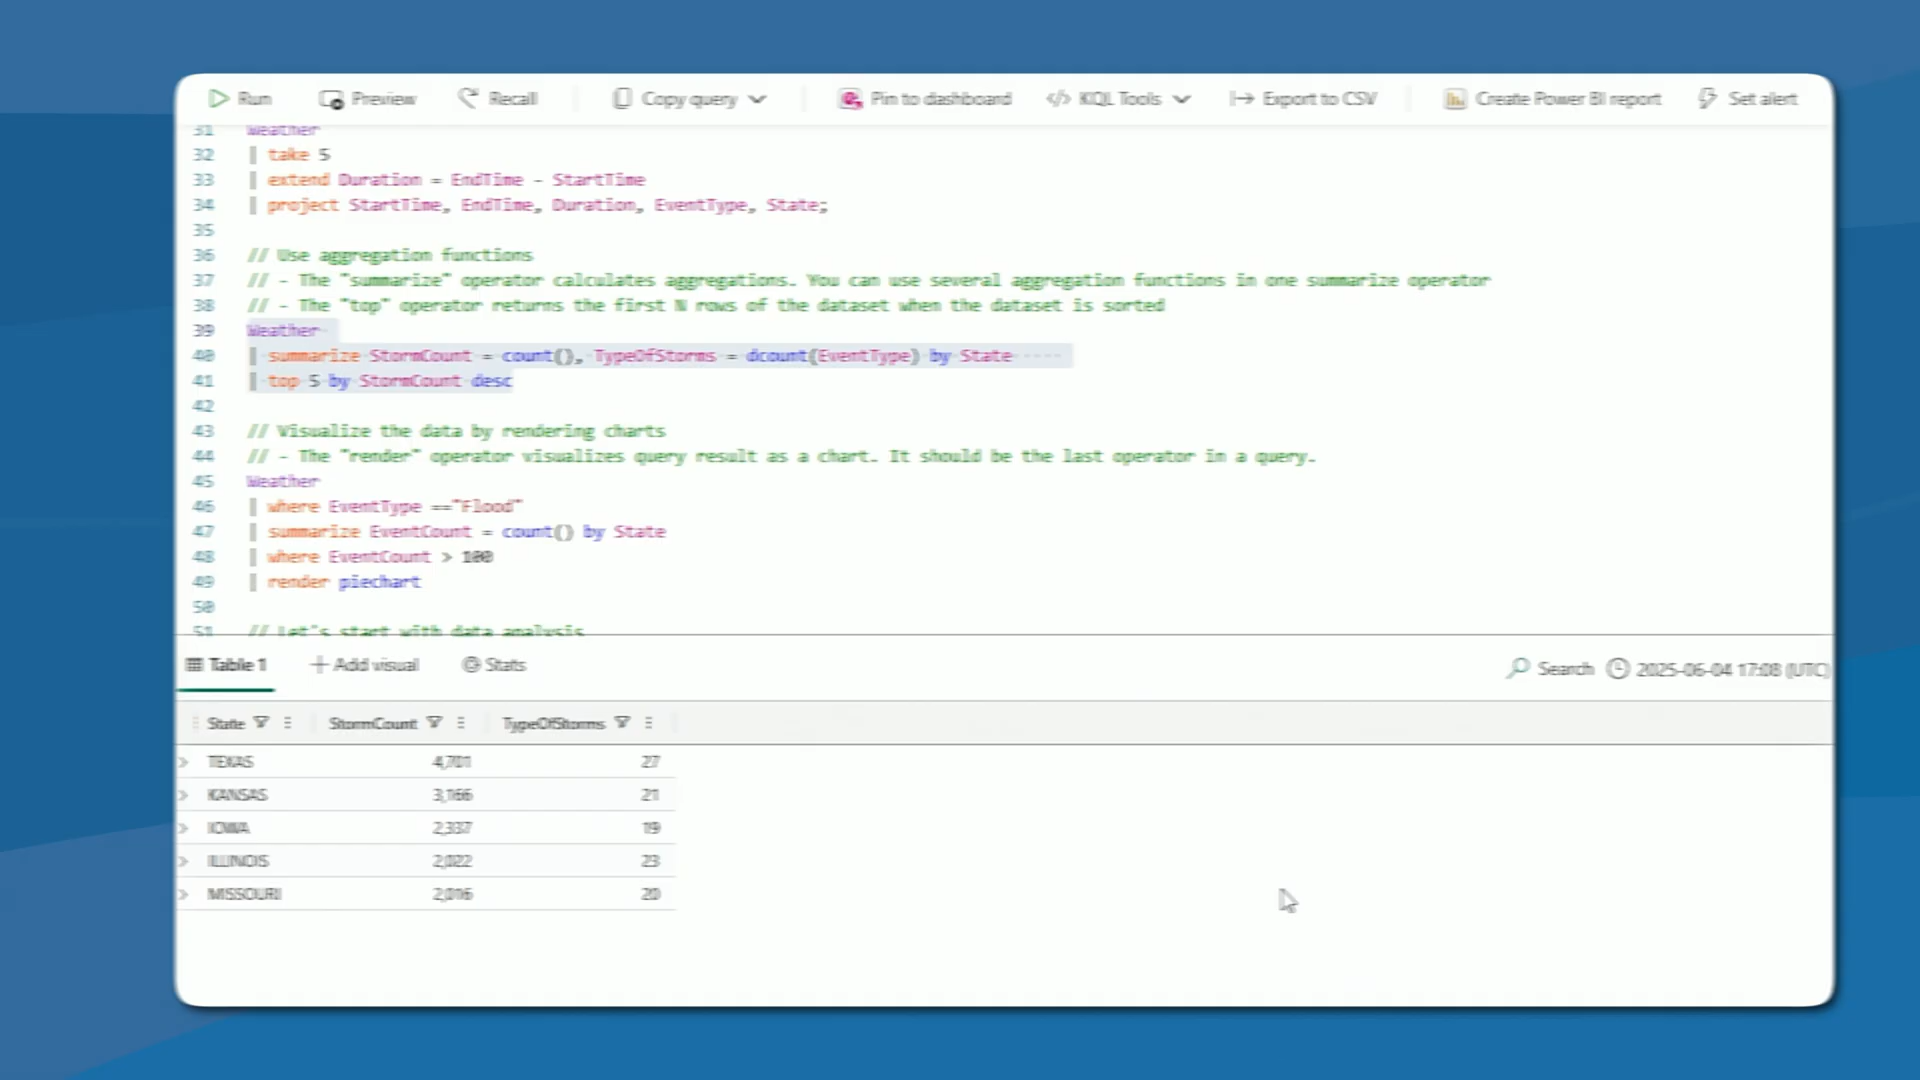 Run Preview Recall Copy query Pin to dashboard KQL Tools Export to CSV Create Power BI report Set alert
31 Weather
32 | take 5
33 | extend Duration = EndTime - StartTime
34 | project StartTime, EndTime, Duration, EventType, State;
35
36 // Use aggregation functions
37 // - The "summarize" operator calculates aggregations. You can use several aggregation functions in one summarize operator
38 // - The "top" operator returns the first N rows of the dataset when the dataset is sorted
39 Weather
40 | summarize StormCount = count(), TypeOfStorms = dcount(EventType) by State
41 | top 5 by StormCount desc
42
43 // Visualize the data by rendering charts
44 // - The "render" operator visualizes query result as a chart. It should be the last operator in a query.
45 Weather
46 | where EventType =="Flood"
47 | summarize EventCount = count() by State
48 | where EventCount > 100
49 | render piechart
50
51 // Let's start with data analysis
Table 1 Add visual Stats Search 2025-06-04 17:08 (UTC)
State StormCount TypeOfStorms
TEXAS 4,701 27
KANSAS 3,166 21
IOWA 2,337 19
ILLINOIS 2,022 23
MISSOURI 2,016 20